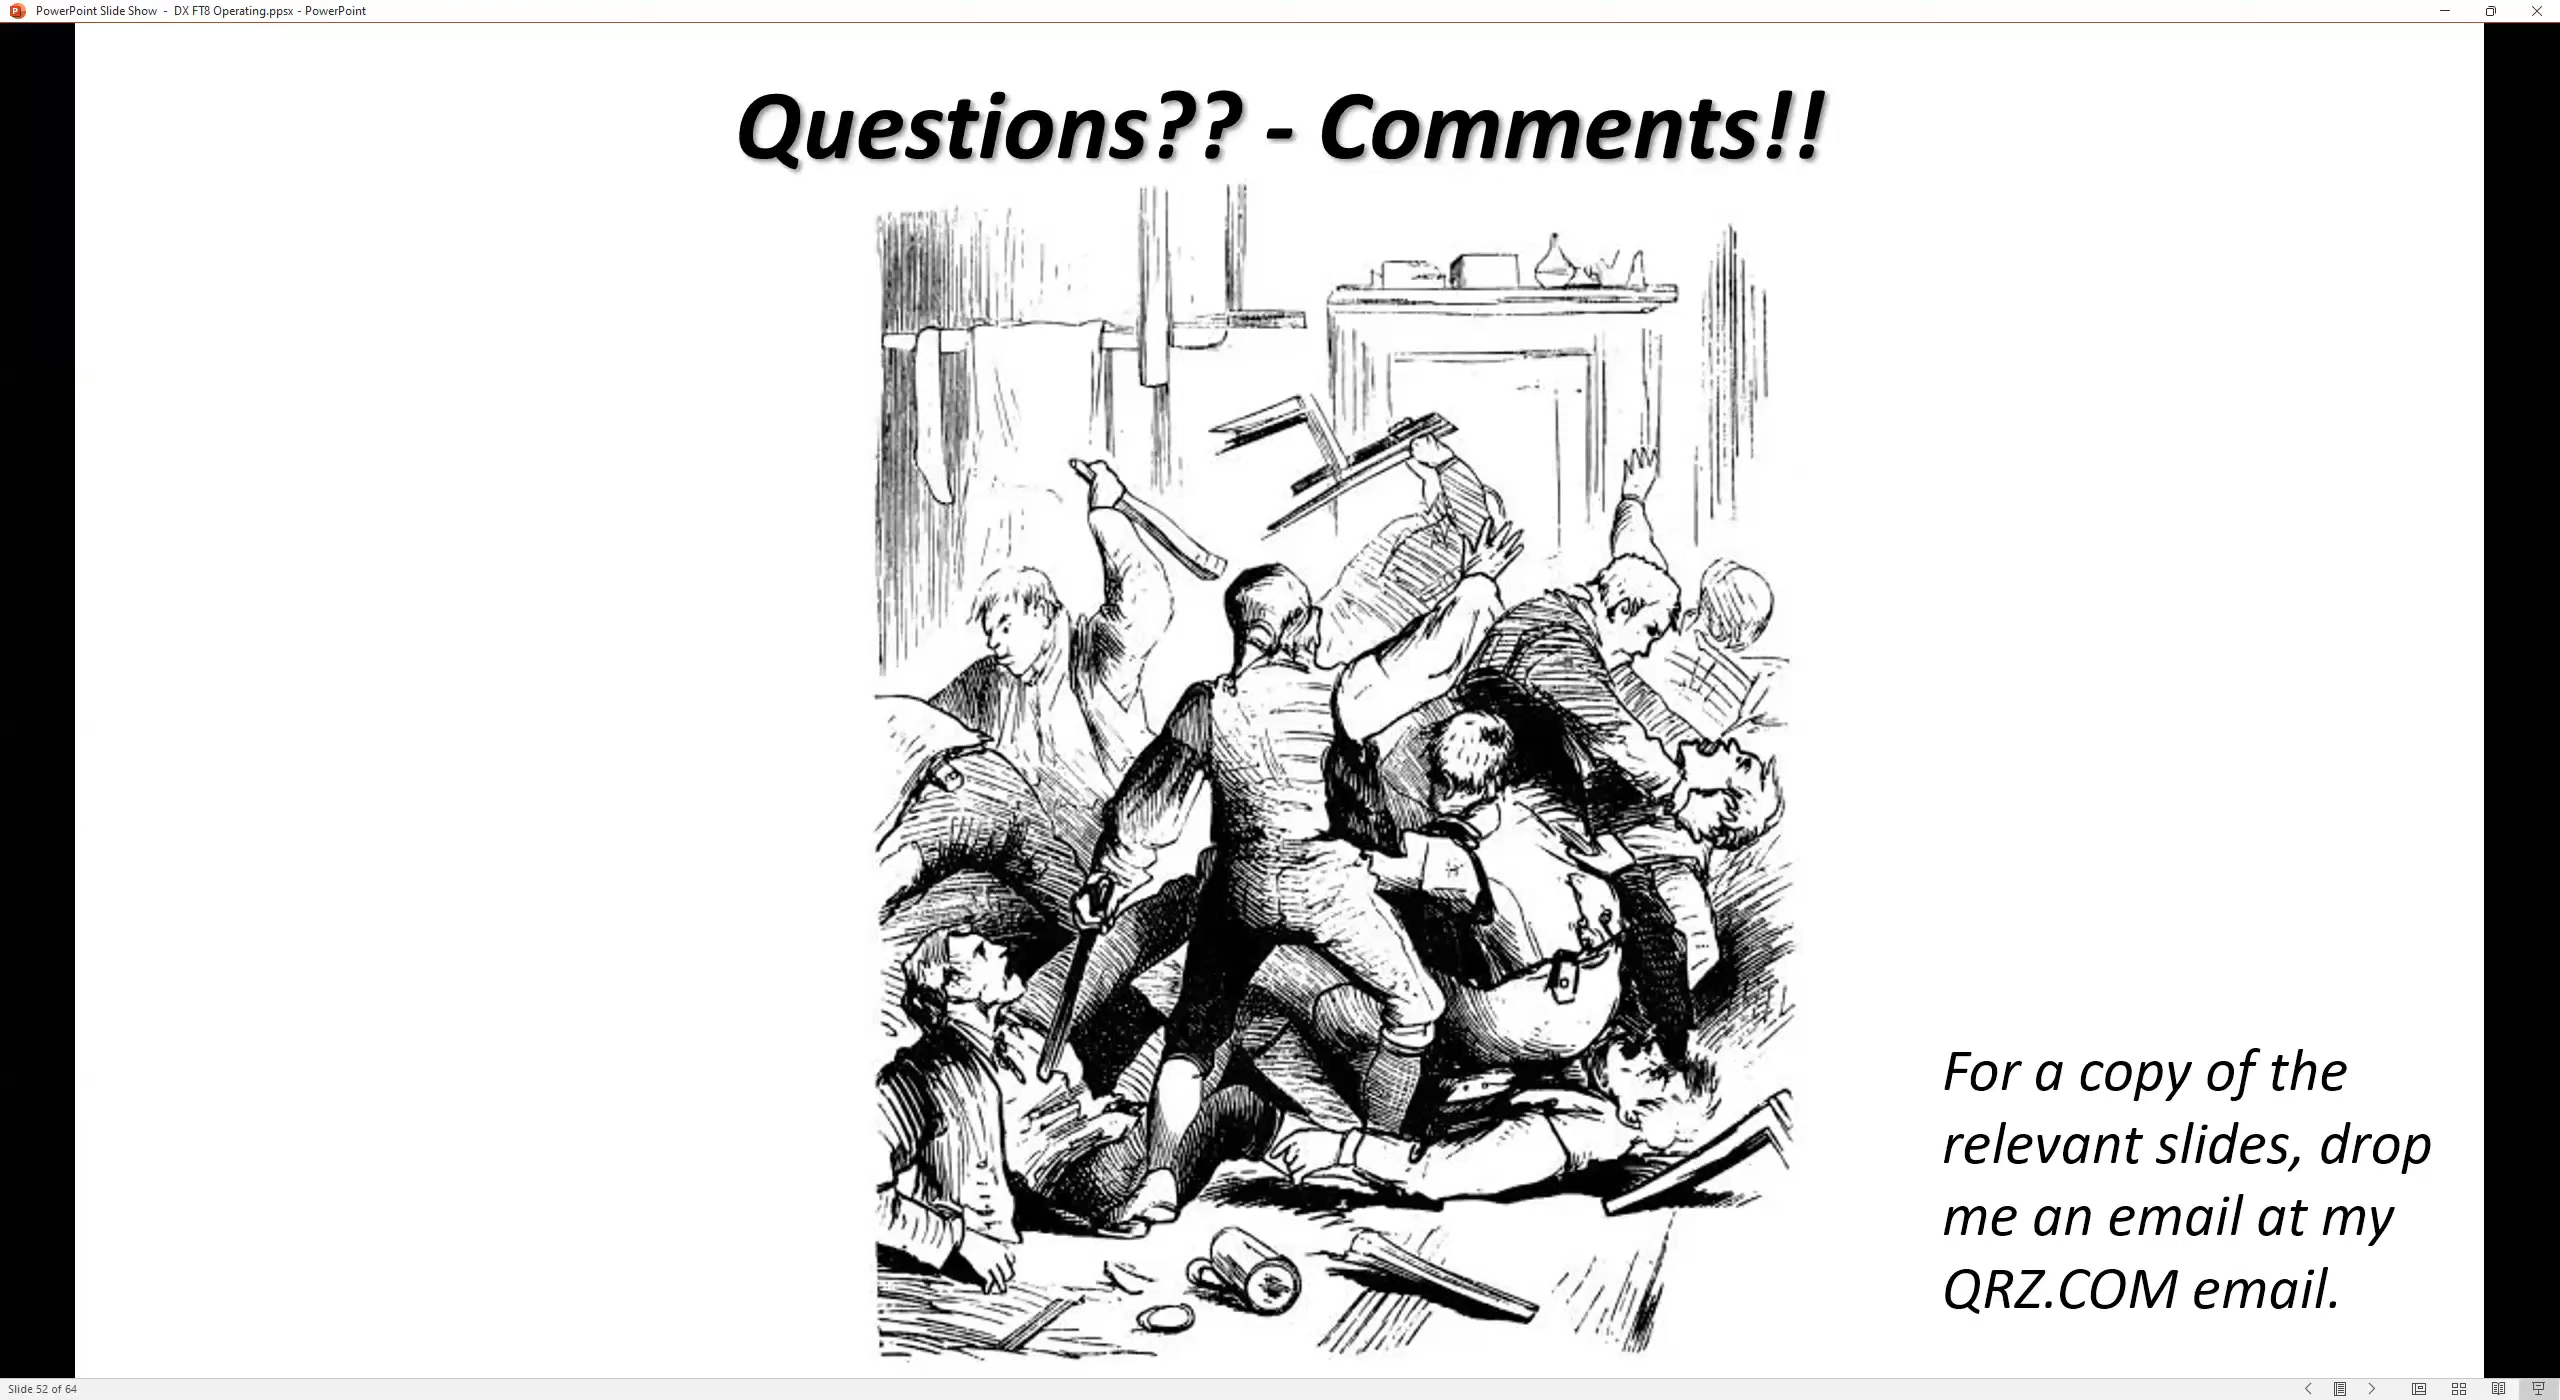 PowerPoint Slide Show - DX FT8 Operating.ppsx - PowerPoint
Questions?? - Comments!!
For a copy of the
relevant slides, drop
me an email at my
QRZ.COM email.
Slide 52 of 64